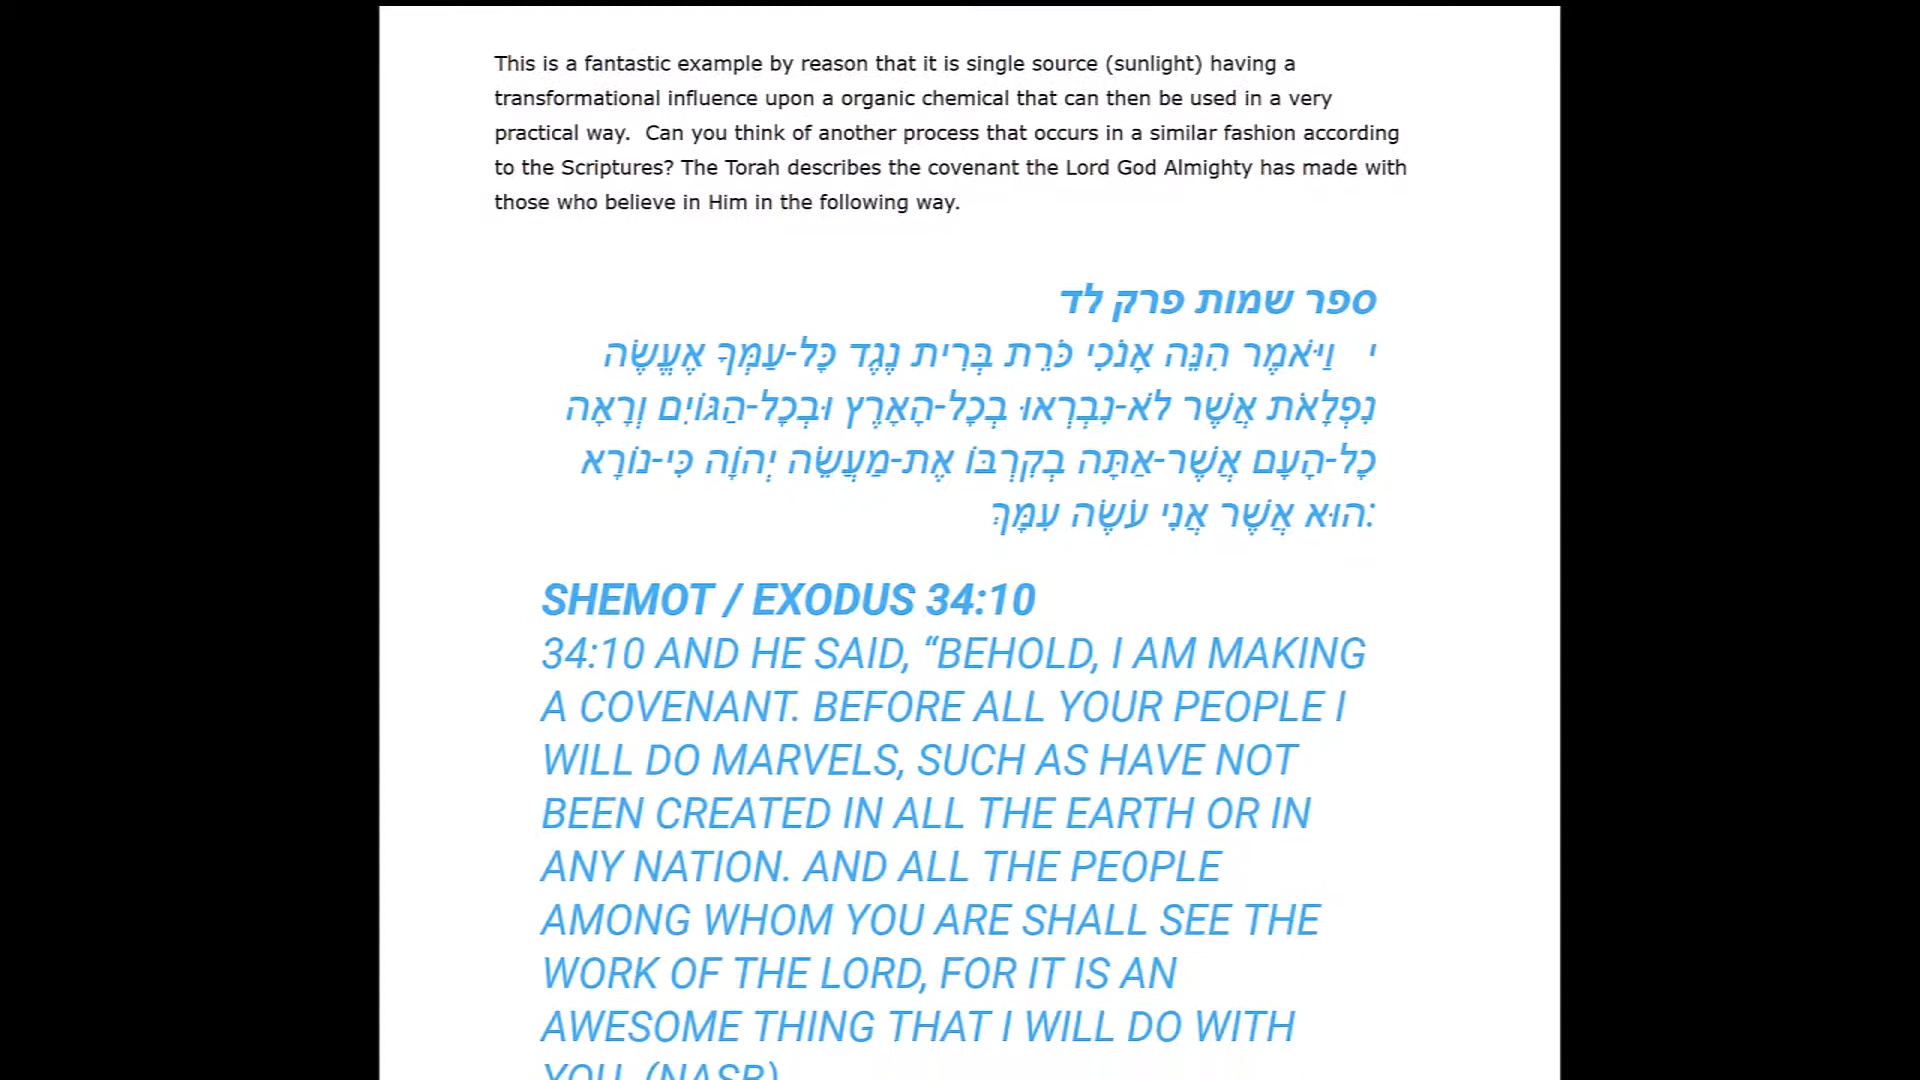 This is a fantastic example by reason that it is single source (sunlight) having a
transformational influence upon a organic chemical that can then be used in a very
practical way.  Can you think of another process that occurs in a similar fashion according
to the Scriptures? The Torah describes the covenant the Lord God Almighty has made with
those who believe in Him in the following way.
ספר שמות פרק לד
י   וַיֹּאמֶר הִנֵּה אָנֹכִי כֹּרֵת בְּרִית נֶגֶד כָּל-עַמְּךָ אֶעֱשֶׂה
נִפְלָאֹת אֲשֶׁר לֹא-נִבְרְאוּ בְכָל-הָאָרֶץ וּבְכָל-הַגּוֹיִם וְרָאָה
כָל-הָעָם אֲשֶׁר-אַתָּה בְקִרְבּוֹ אֶת-מַעֲשֵׂה יְהוָֹה כִּי-נוֹרָא
הוּא אֲשֶׁר אֲנִי עֹשֶׂה עִמָּךְ:
SHEMOT / EXODUS 34:10
34:10 AND HE SAID, “BEHOLD, I AM MAKING
A COVENANT. BEFORE ALL YOUR PEOPLE I
WILL DO MARVELS, SUCH AS HAVE NOT
BEEN CREATED IN ALL THE EARTH OR IN
ANY NATION. AND ALL THE PEOPLE
AMONG WHOM YOU ARE SHALL SEE THE
WORK OF THE LORD, FOR IT IS AN
AWESOME THING THAT I WILL DO WITH
YOU. (NASB)